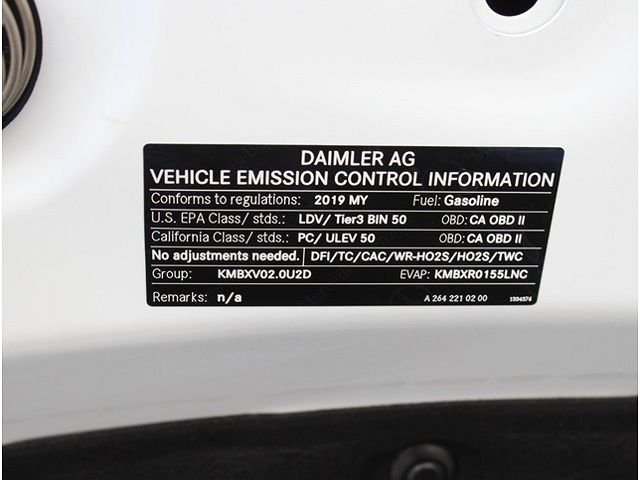 DAIMLER AG
VEHICLE EMISSION CONTROL INFORMATION
Conforms to regulations: 2019 MY Fuel: Gasoline
U.S. EPA Class/ stds.: LDV/ Tier3 BIN 50 OBD: CA OBD II
California Class/ stds.: PC/ ULEV 50 OBD: CA OBD II
No adjustments needed. DFI/TC/CAC/WR-HO2S/HO2S/TWC
Group: KMBXV02.0U2D EVAP: KMBXR0155LNC
Remarks: n/a A 264 221 02 00